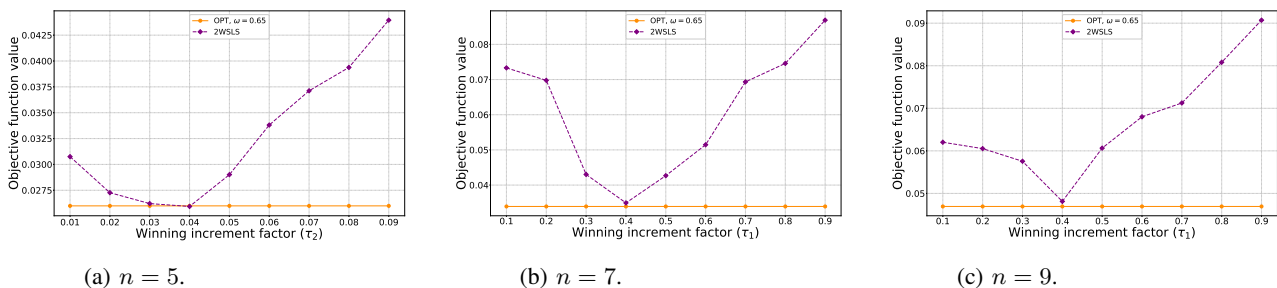 OPT, ω = 0.65
2WSLS
Objective function value
0.0425
0.0400
0.0375
0.0350
0.0325
0.0300
0.0275
0.01 0.02 0.03 0.04 0.05 0.06 0.07 0.08 0.09
Winning increment factor (τ₂)
(a) n = 5.
OPT, ω = 0.65
2WSLS
Objective function value
0.08
0.07
0.06
0.05
0.04
0.1 0.2 0.3 0.4 0.5 0.6 0.7 0.8 0.9
Winning increment factor (τ₁)
(b) n = 7.
OPT, ω = 0.65
2WSLS
Objective function value
0.09
0.08
0.07
0.06
0.05
0.1 0.2 0.3 0.4 0.5 0.6 0.7 0.8 0.9
Winning increment factor (τ₁)
(c) n = 9.